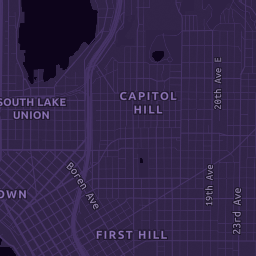 CAPITOL
HILL
SOUTH LAKE
UNION
20th Ave E
Boren Ave
19th Ave
23rd Ave
OWN
FIRST HILL